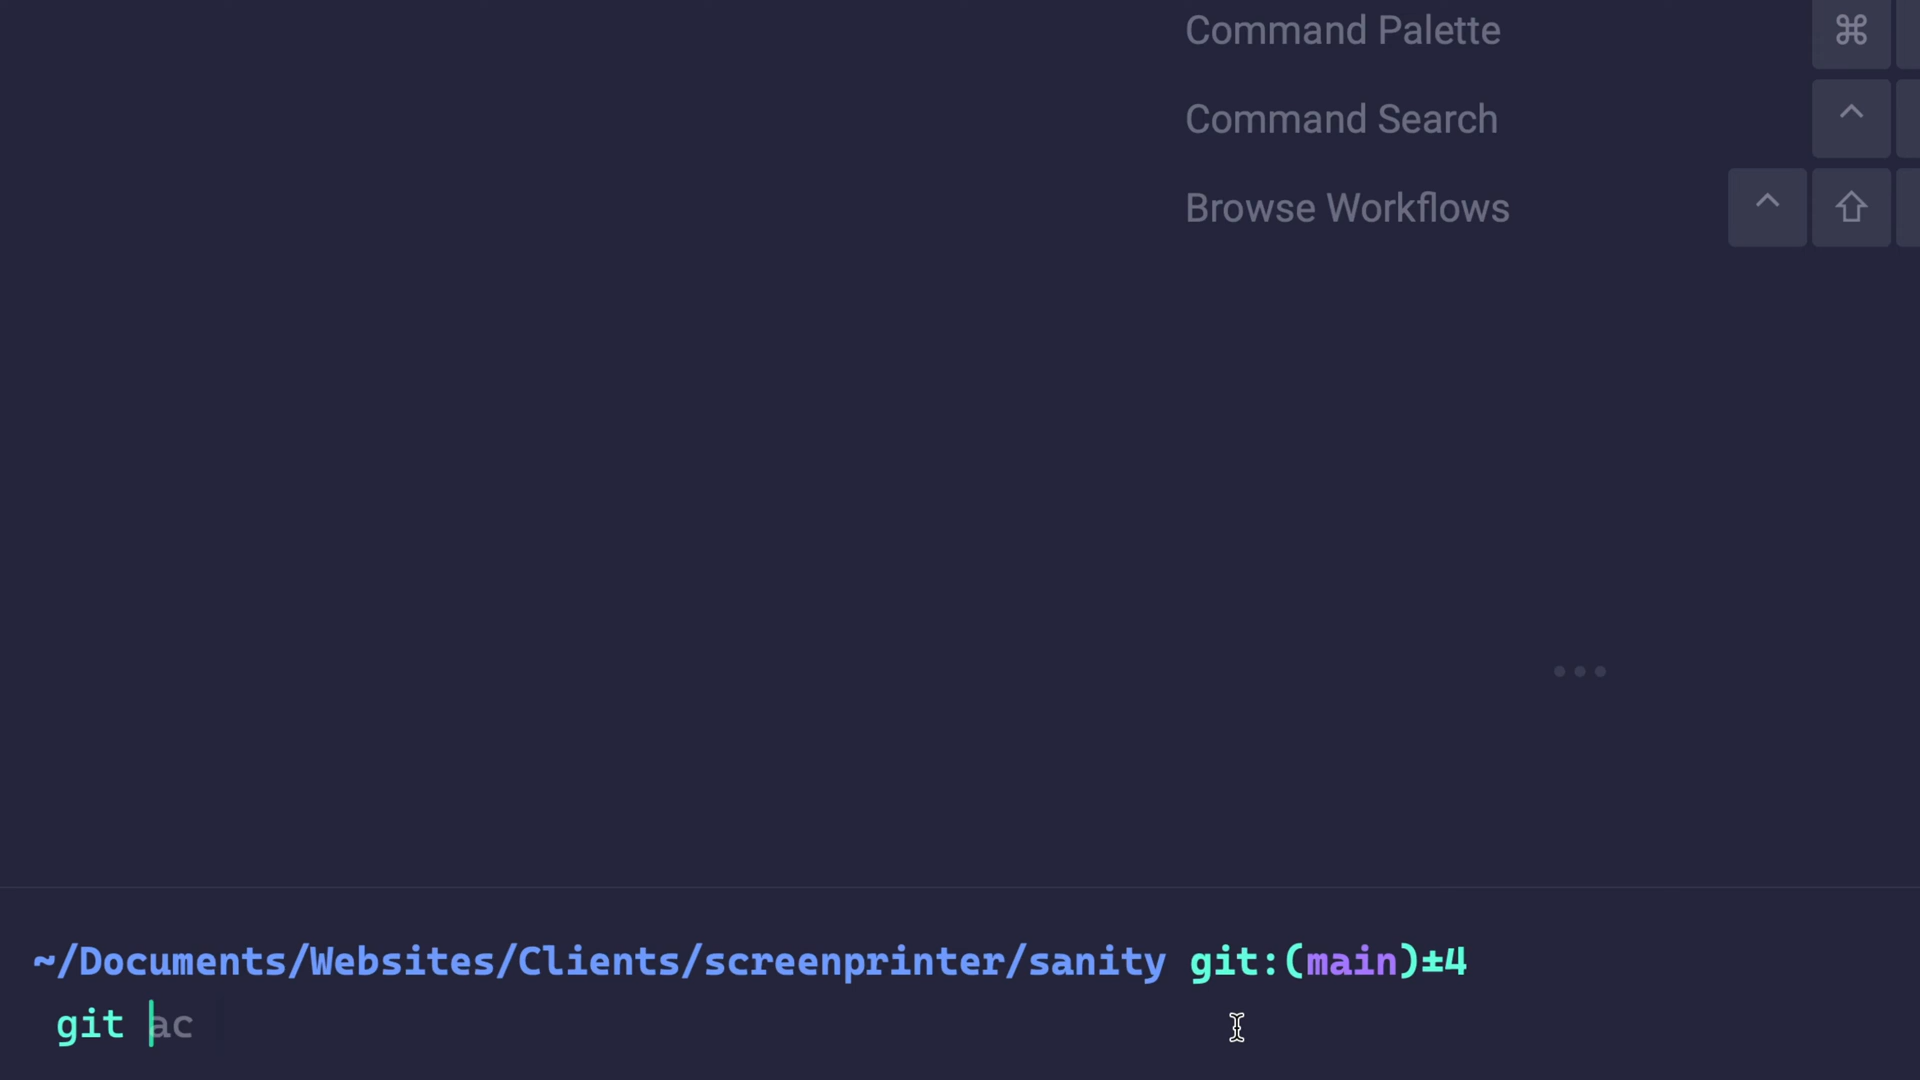 Command Palette ⌘
Command Search ^
Browse Workflows ^ ⇧
~/Documents/Websites/Clients/screenprinter/sanity git:(main)±4
git ac